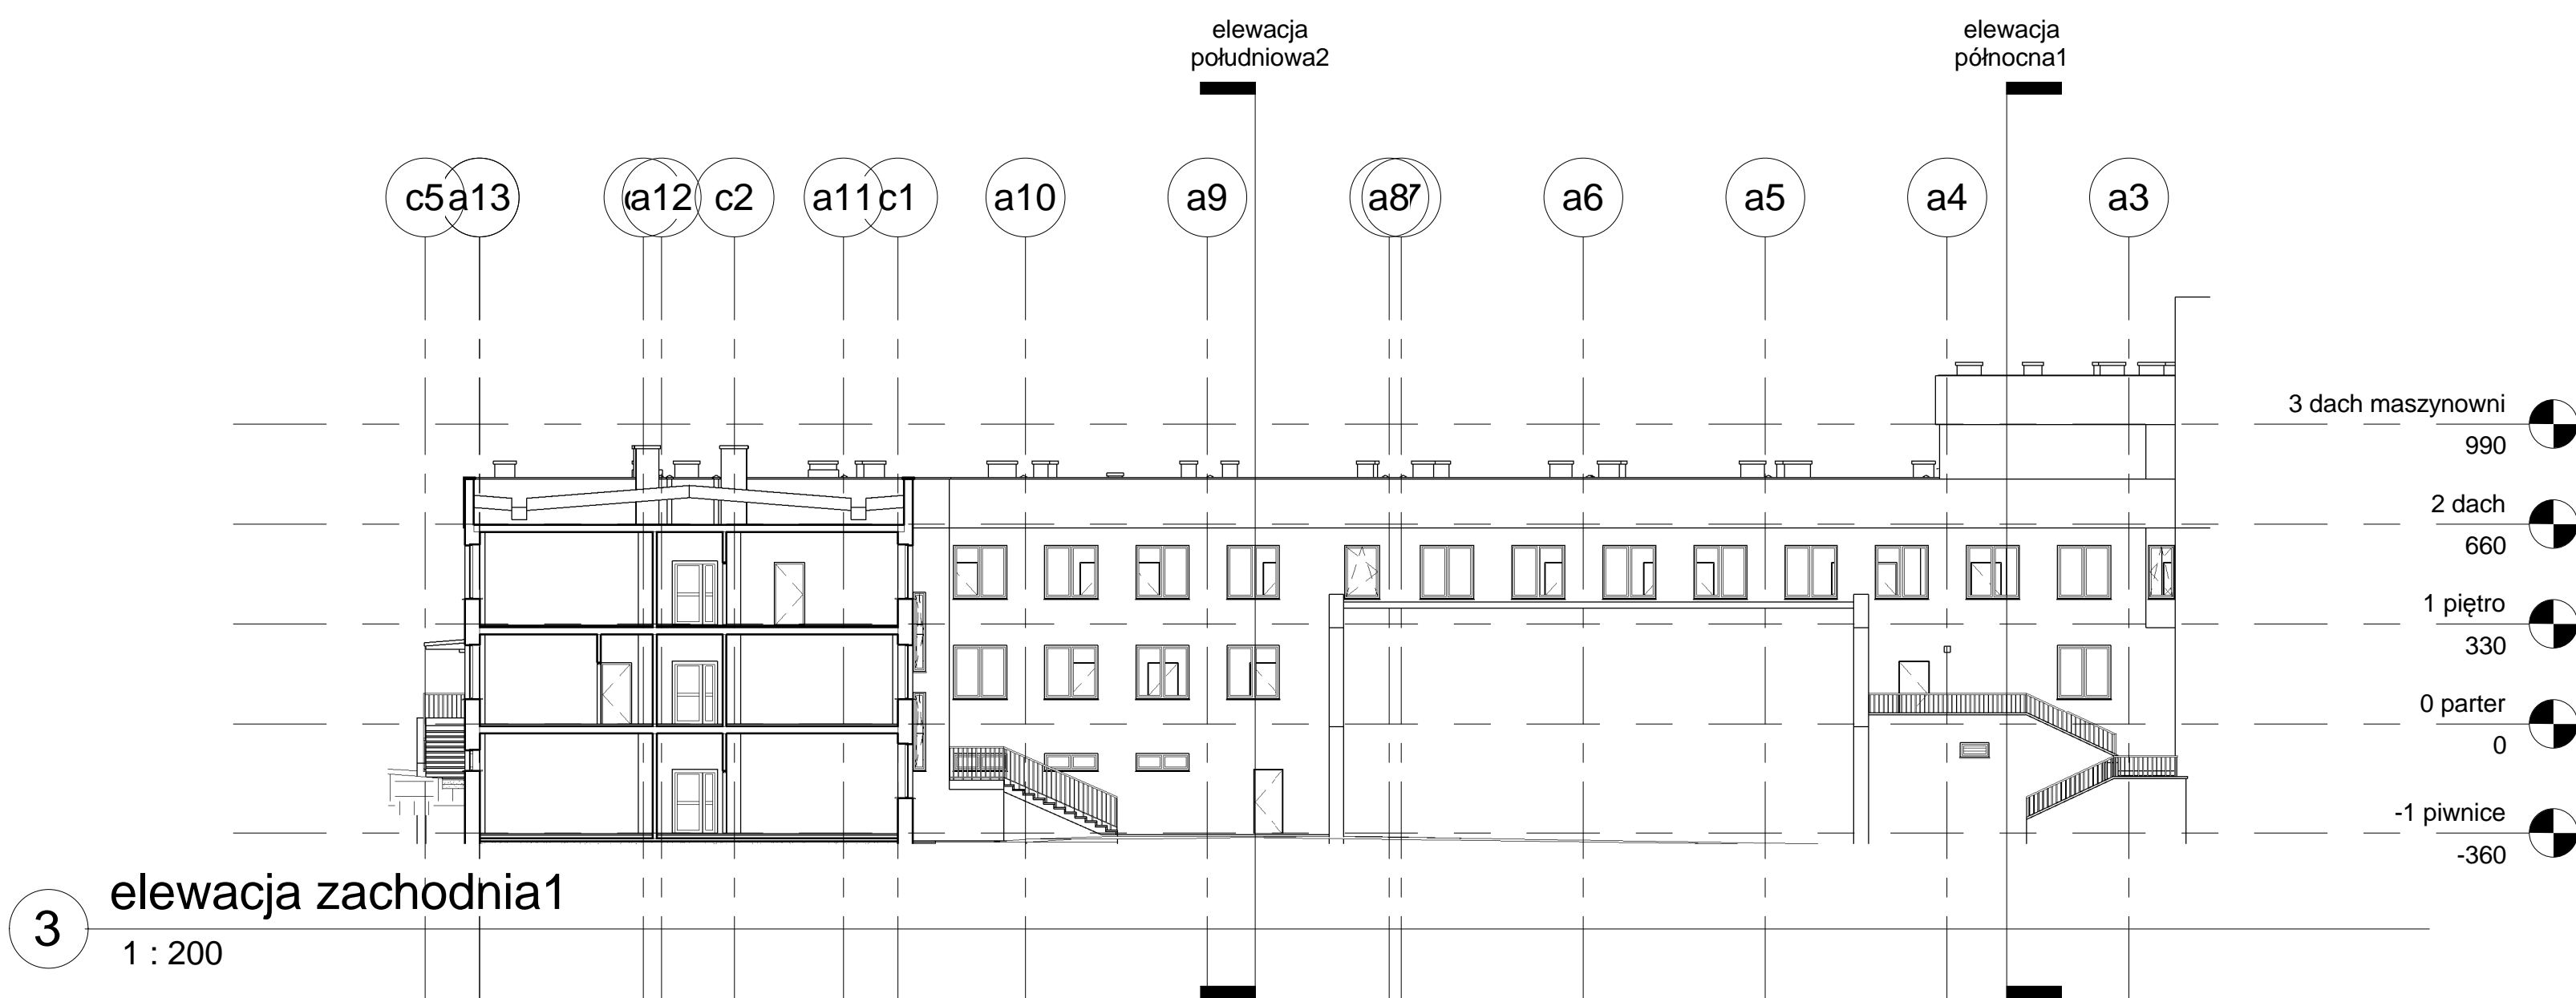 elewacja
południowa2
elewacja
północna1
c5
a13
a12
c2
a11
c1
a10
a9
a8
a6
a5
a4
a3
3 dach maszynowni
990
2 dach
660
1 piętro
330
0 parter
0
-1 piwnice
-360
3
elewacja zachodnia1
1 : 200